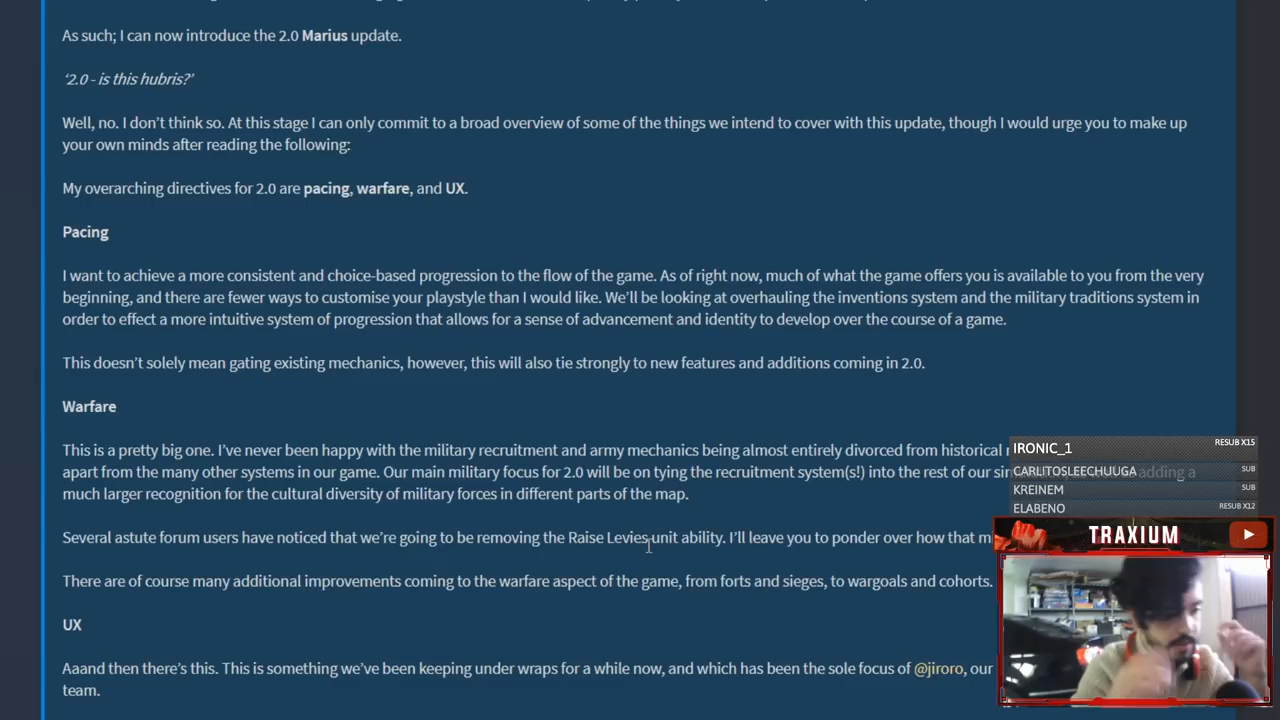 As such; I can now introduce the 2.0 Marius update.
‘2.0 - is this hubris?’
Well, no. I don’t think so. At this stage I can only commit to a broad overview of some of the things we intend to cover with this update, though I would urge you to make up
your own minds after reading the following:
My overarching directives for 2.0 are pacing, warfare, and UX.
Pacing
I want to achieve a more consistent and choice-based progression to the flow of the game. As of right now, much of what the game offers you is available to you from the very
beginning, and there are fewer ways to customise your playstyle than I would like. We’ll be looking at overhauling the inventions system and the military traditions system in
order to effect a more intuitive system of progression that allows for a sense of advancement and identity to develop over the course of a game.
This doesn’t solely mean gating existing mechanics, however, this will also tie strongly to new features and additions coming in 2.0.
Warfare
This is a pretty big one. I’ve never been happy with the military recruitment and army mechanics being almost entirely divorced from historical
apart from the many other systems in our game. Our main military focus for 2.0 will be on tying the recruitment system(s!) into the rest of our adding a
much larger recognition for the cultural diversity of military forces in different parts of the map.
Several astute forum users have noticed that we’re going to be removing the Raise Levies unit ability. I’ll leave you to ponder over how that
There are of course many additional improvements coming to the warfare aspect of the game, from forts and sieges, to wargoals and cohorts.
UX
Aaand then there’s this. This is something we’ve been keeping under wraps for a while now, and which has been the sole focus of @jiroro, our
team.
IRONIC_1 RESUB X15
CARLITOSLEECHUUGA SUB
KREINEM SUB
ELABENO RESUB X12
TRAXIUM